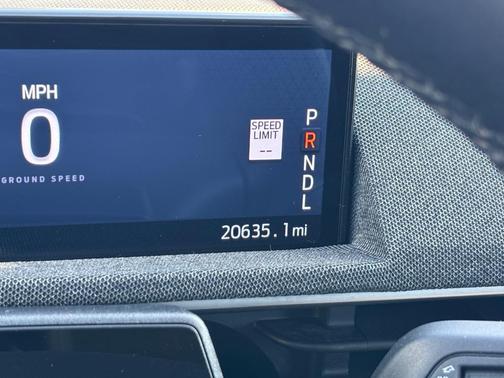 MPH
0
GROUND SPEED
SPEED
LIMIT
--
P
R
N
D
L
20635.1mi